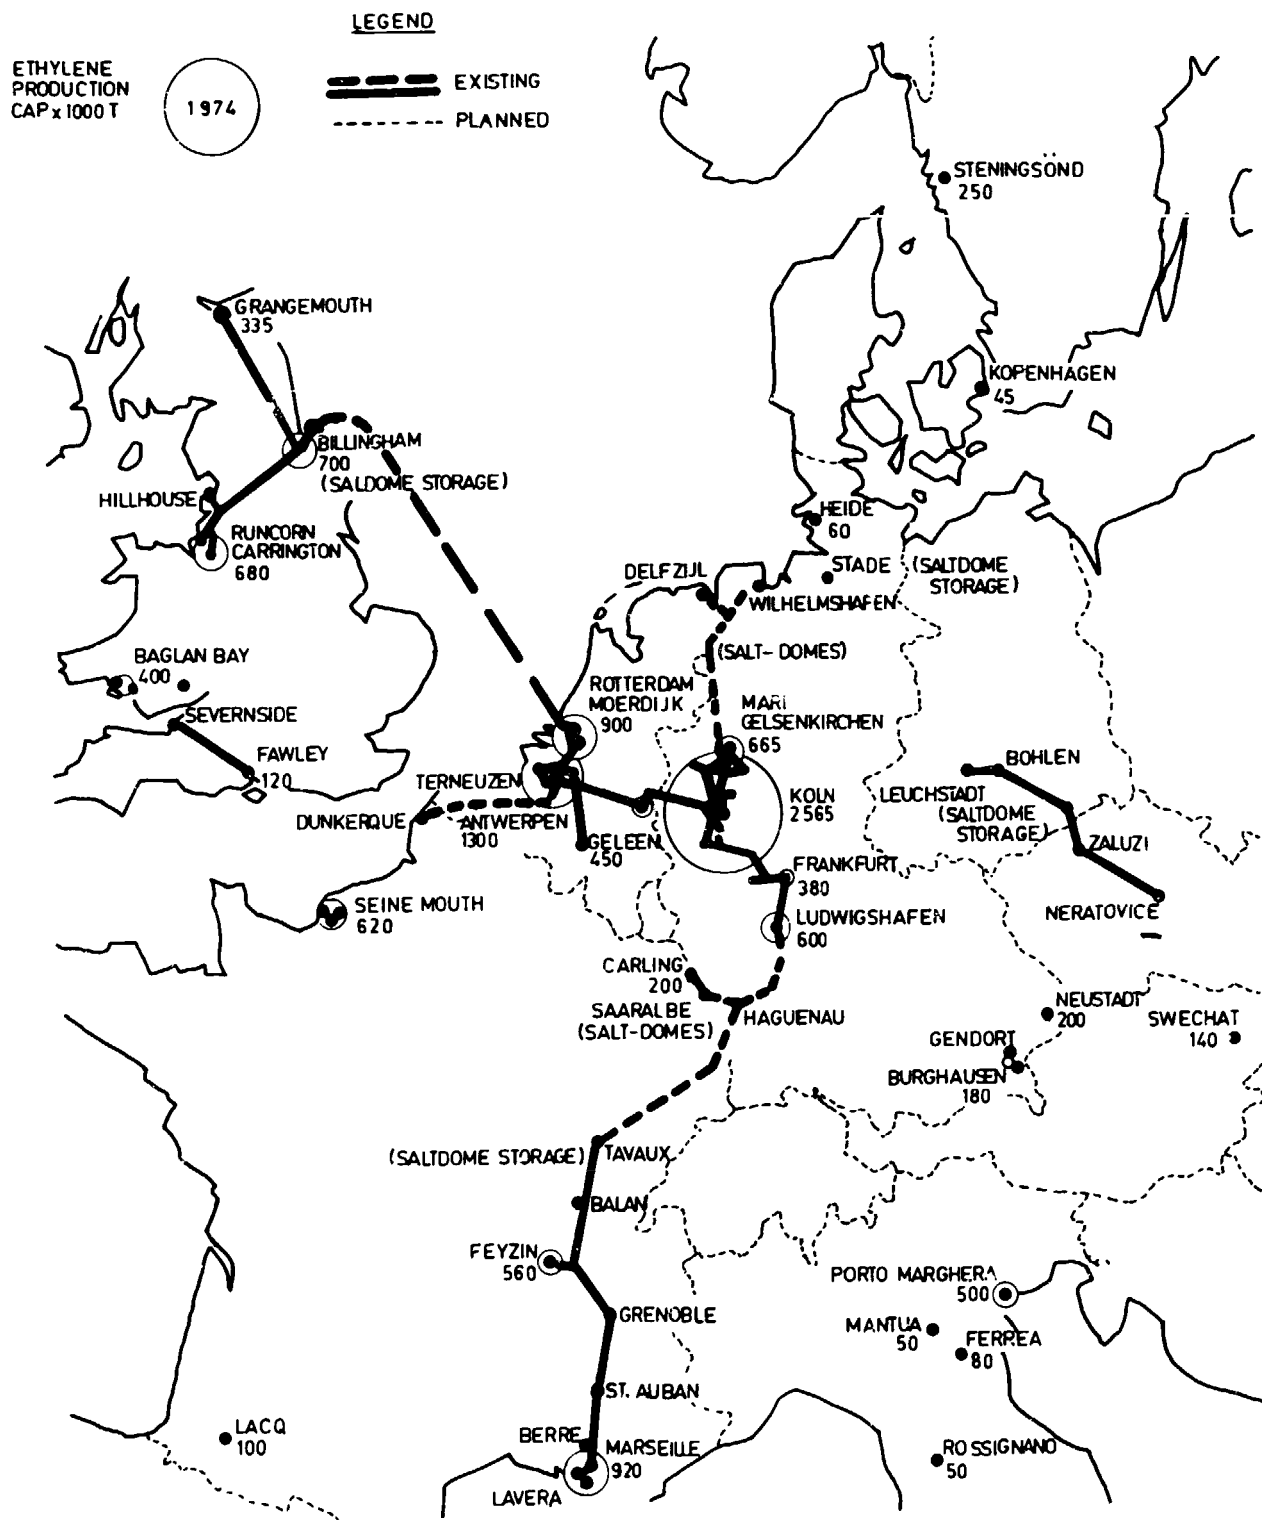 LEGEND
ETHYLENE
PRODUCTION
CAP x 1000 T
1974
EXISTING
PLANNED
STENINGSÖND
250
GRANGEMOUTH
335
KOPENHAGEN
45
BILLINGHAM
700
(SALDOME STORAGE)
HILLHOUSE
RUNCORN
CARRINGTON
680
HEIDE
60
STADE
(SALTDOME
STORAGE)
DELFZIJL
WILHELMSHAFEN
(SALT-DOMES)
BAGLAN BAY
400
SEVERNSIDE
FAWLEY
120
ROTTERDAM
MOERDIJK
900
MARL
GELSENKIRCHEN
665
TERNEUZEN
DUNKERQUE
ANTWERPEN
1300
GELEEN
450
KOLN
2565
BOHLEN
LEUCHSTADT
(SALTDOME
STORAGE)
ZALUZI
NERATOVICE
FRANKFURT
380
SEINE MOUTH
620
LUDWIGSHAFEN
600
CARLING
200
SAARALBE
(SALT-DOMES)
HAGUENAU
NEUSTADT
200
SWECHAT
140
GENDORT
BURGHAUSEN
180
(SALTDOME STORAGE)
TAVAUX
BALAN
FEYZIN
560
GRENOBLE
PORTO MARGHERA
500
MANTUA
50
FERREA
80
ST. AUBAN
BERRE
MARSEILLE
920
LAVERA
LACQ
100
ROSSIGNANO
50